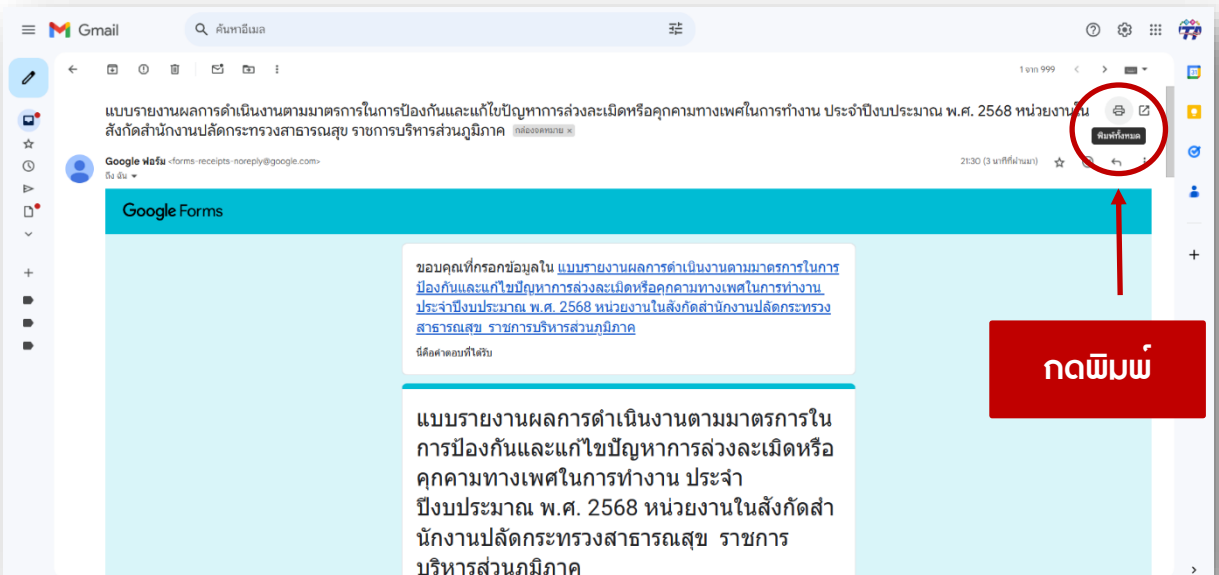 Gmail
ค้นหาอีเมล
1 จาก 999
แบบรายงานผลการดำเนินงานตามมาตรการในการป้องกันและแก้ไขปัญหาการล่วงละเมิดหรือคุกคามทางเพศในการทำงาน ประจำปีงบประมาณ พ.ศ. 2568 หน่วยงานใน
สังกัดสำนักงานปลัดกระทรวงสาธารณสุข ราชการบริหารส่วนภูมิภาค กล่องจดหมาย ×
พิมพ์ทั้งหมด
Google ฟอร์ม <forms-receipts-noreply@google.com> 21:30 (3 นาทีที่ผ่านมา)
ถึง ฉัน
Google Forms
ขอบคุณที่กรอกข้อมูลใน แบบรายงานผลการดำเนินงานตามมาตรการในการ
ป้องกันและแก้ไขปัญหาการล่วงละเมิดหรือคุกคามทางเพศในการทำงาน
ประจำปีงบประมาณ พ.ศ. 2568 หน่วยงานในสังกัดสำนักงานปลัดกระทรวง
สาธารณสุข ราชการบริหารส่วนภูมิภาค
นี่คือคำตอบที่ได้รับ
กดพิมพ์
แบบรายงานผลการดำเนินงานตามมาตรการใน
การป้องกันและแก้ไขปัญหาการล่วงละเมิดหรือ
คุกคามทางเพศในการทำงาน ประจำ
ปีงบประมาณ พ.ศ. 2568 หน่วยงานในสังกัดสำ
นักงานปลัดกระทรวงสาธารณสุข ราชการ
บริหารส่วนภูมิภาค